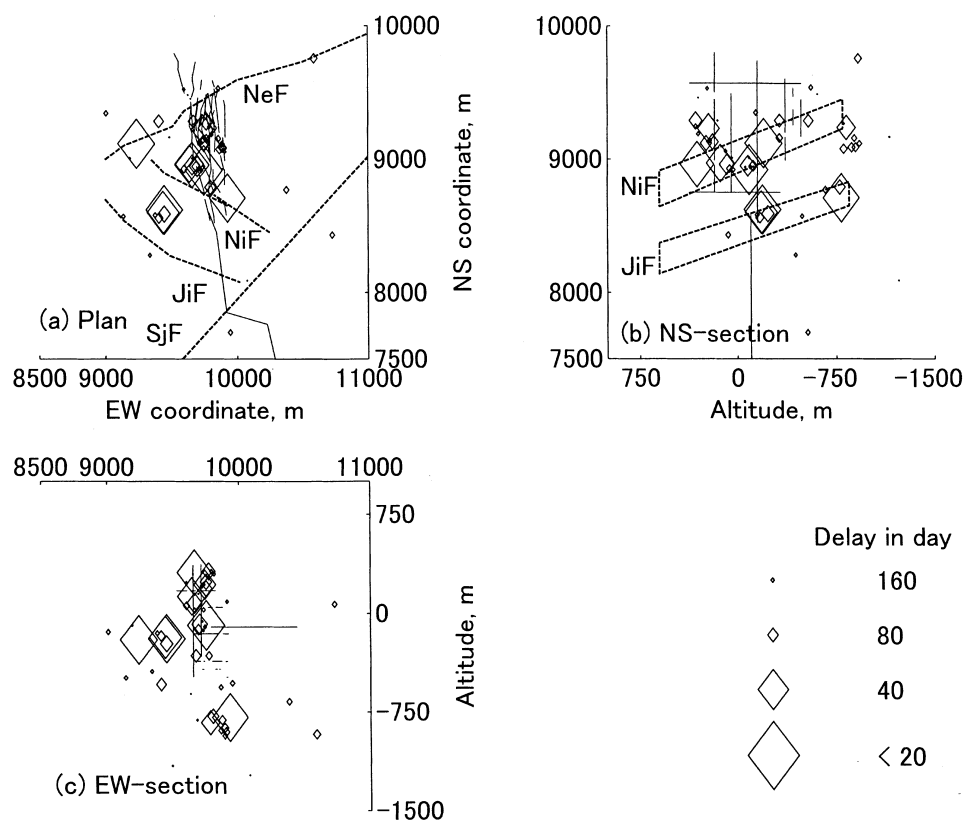 10000
NeF
9000
NiF
8000
JiF
(a) Plan
SjF
7500
8500 9000 10000 11000
EW coordinate, m
NS coordinate, m
10000
9000
NiF
JiF
8000
(b) NS-section
7500
750 0 -750 -1500
Altitude, m
8500 9000 10000 11000
750
0
-750
-1500
Altitude, m
(c) EW-section
Delay in day
160
80
40
< 20